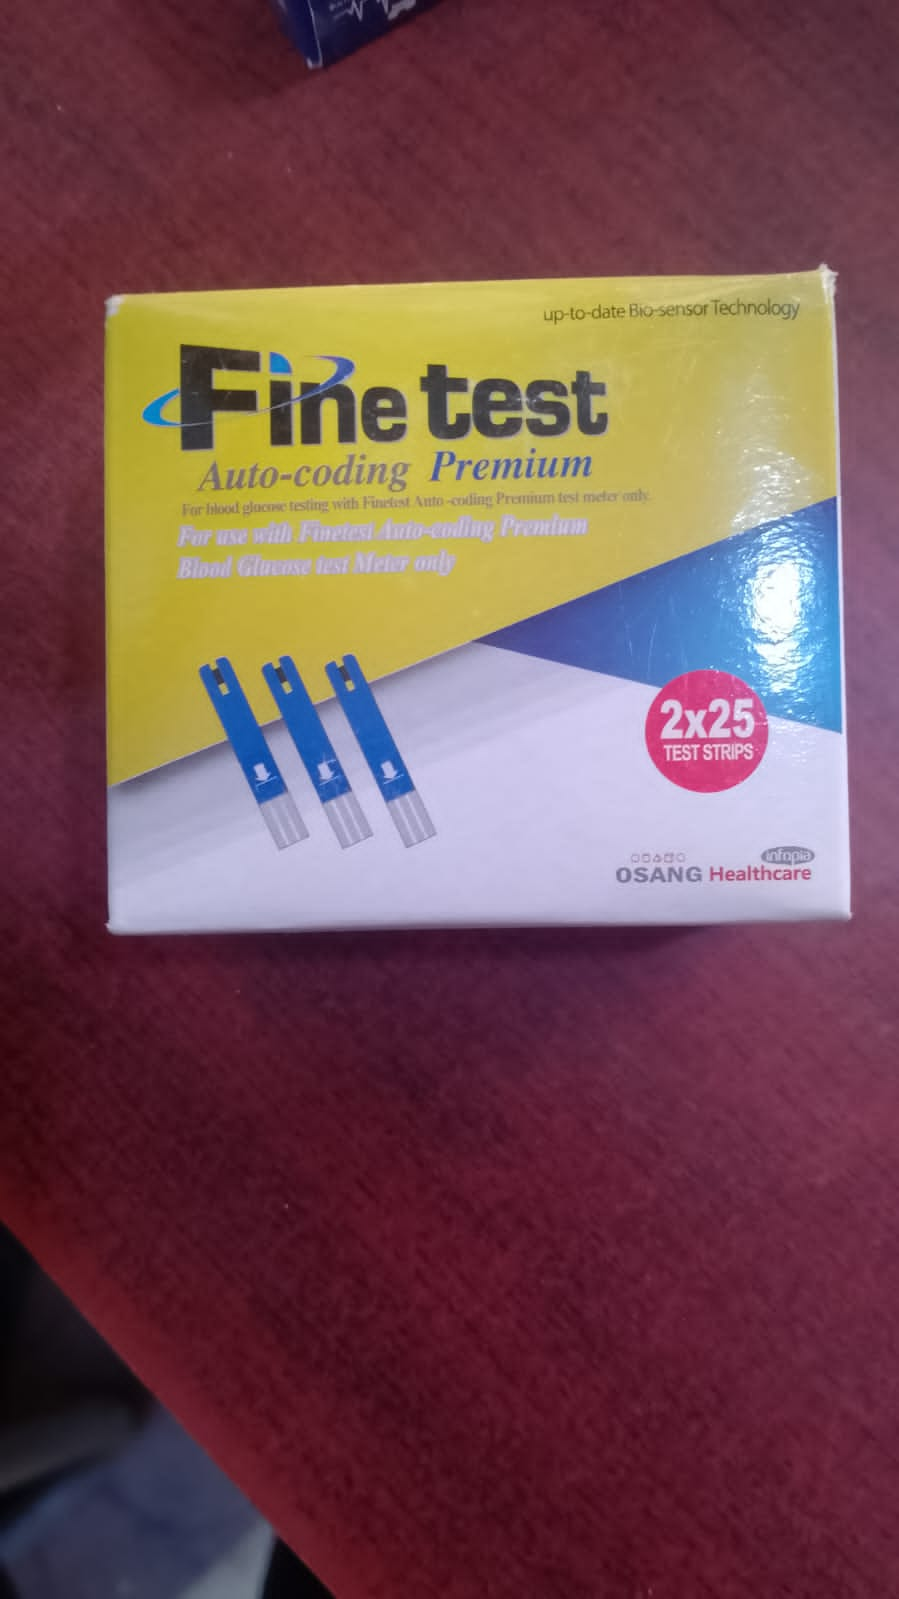 up-to-date Bio-sensor Technology
Fine test
Auto-coding Premium
For blood glucose testing with Finetest Auto-coding Premium test meter only.
For use with Finetest Auto-coding Premium
Blood Glucose test Meter only
2x25
TEST STRIPS
infopia
OSANG Healthcare